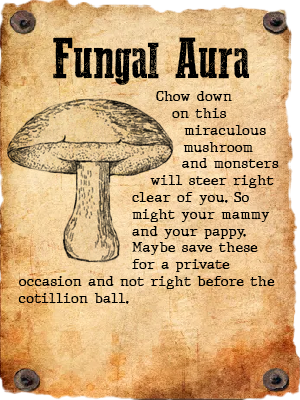 Fungal Aura
Chow down
on this
miraculous
mushroom
and monsters
will steer right
clear of you. So
might your mammy
and your pappy.
Maybe save these
for a private
occasion and not right before the
cotillion ball.